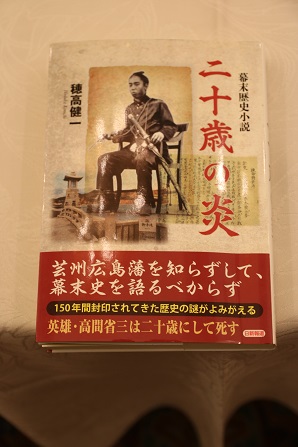 幕末歴史小説
二十歳の炎
穂高健一
芸州広島藩を知らずして、
幕末史を語るべからず
150年間封印されてきた歴史の謎がよみがえる
英雄・高間省三は二十歳にして死す
日新報道